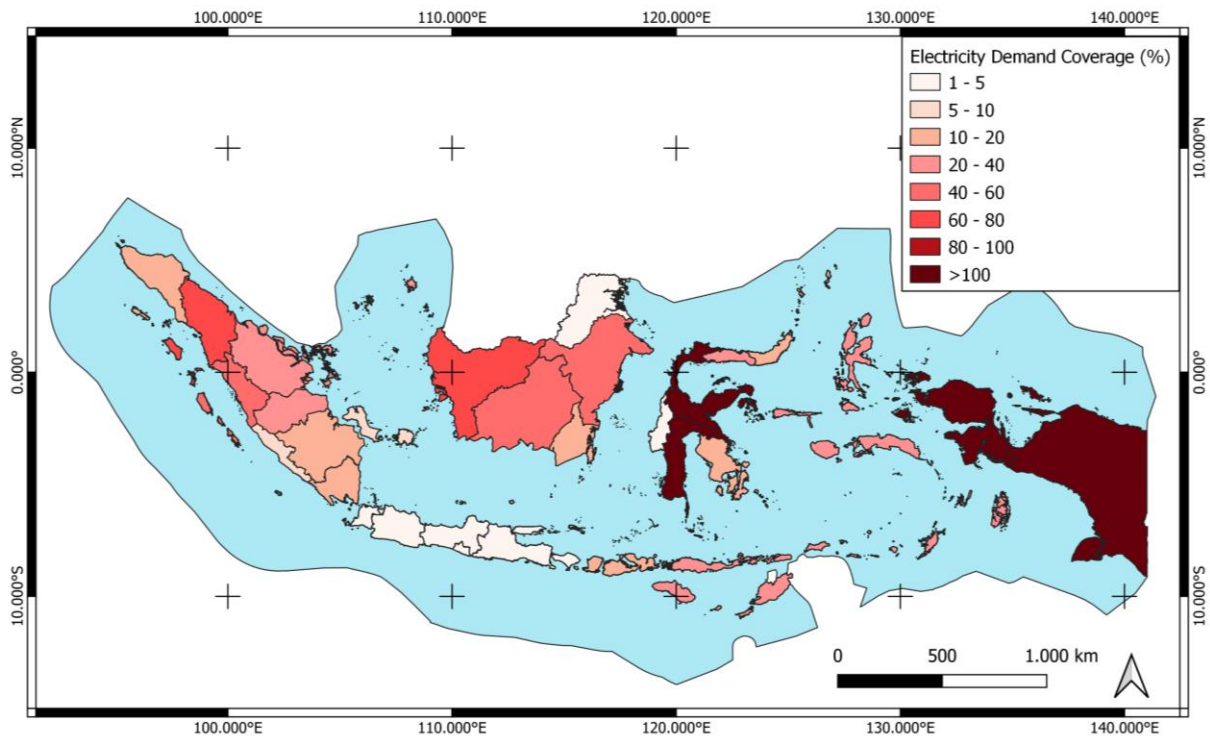 100.000°E 110.000°E 120.000°E 130.000°E 140.000°E
Electricity Demand Coverage (%)
1 - 5
5 - 10
10 - 20
20 - 40
40 - 60
60 - 80
80 - 100
>100
10.000°N 10.000°N
0.000° 0.000°
10.000°S 10.000°S
0 500 1.000 km
100.000°E 110.000°E 120.000°E 130.000°E 140.000°E